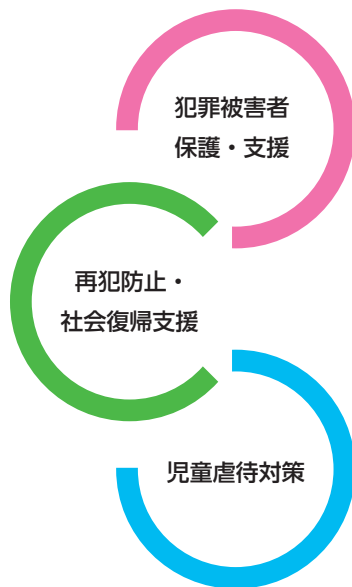 犯罪被害者
保護・支援
再犯防止・
社会復帰支援
児童虐待対策